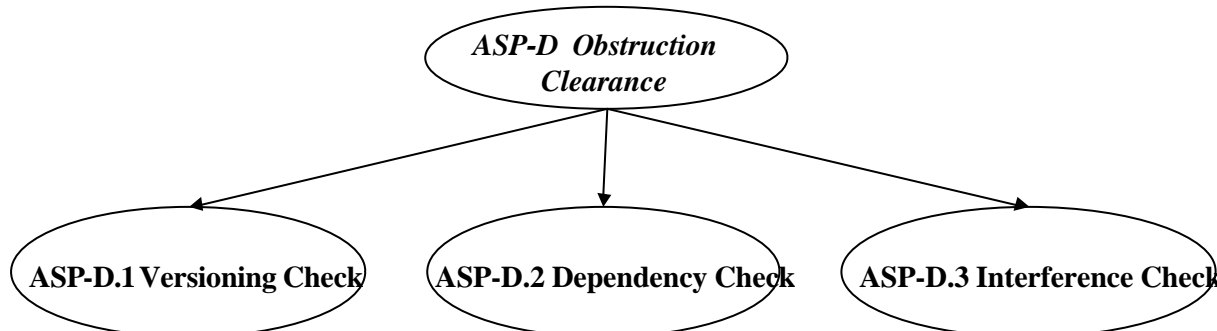 ASP-D Obstruction
Clearance
ASP-D.1 Versioning Check
ASP-D.2 Dependency Check
ASP-D.3 Interference Check